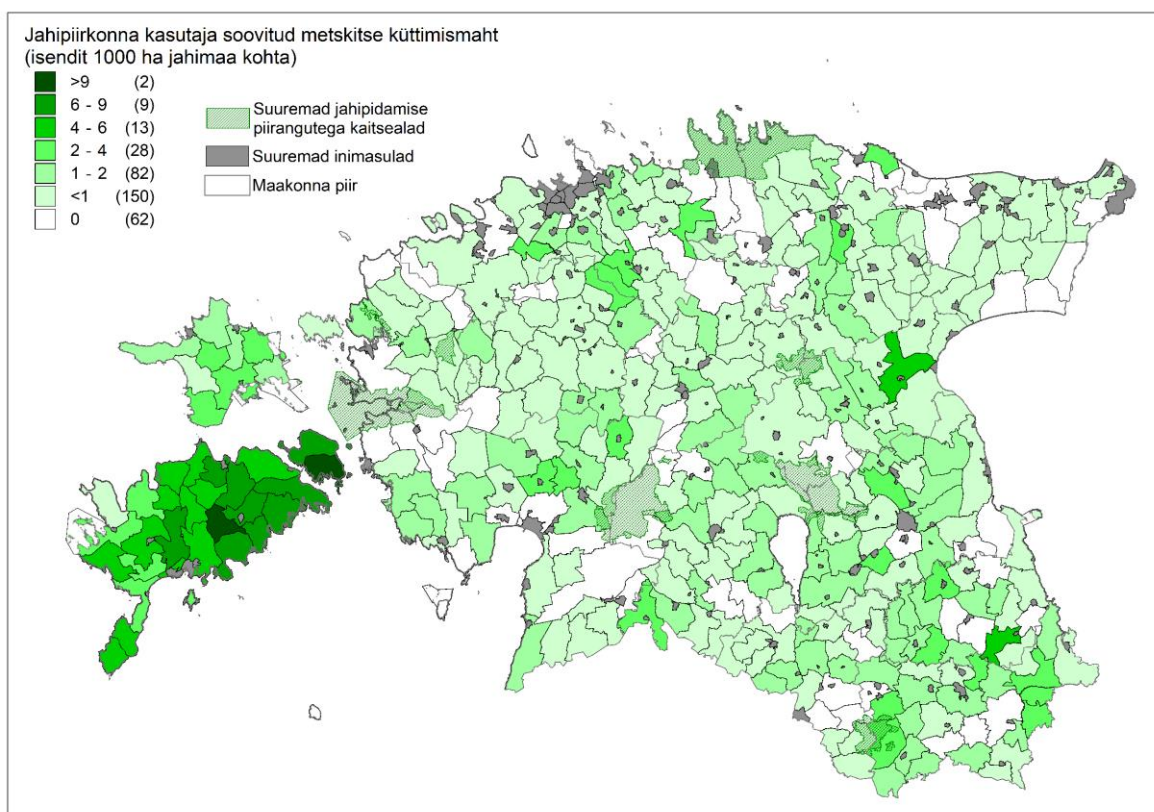 Jahipiirkonna kasutaja soovitud metskitse küttimismaht
(isendit 1000 ha jahimaa kohta)
>9 (2)
6 - 9 (9)
4 - 6 (13)
2 - 4 (28)
1 - 2 (82)
<1 (150)
0 (62)
Suuremad jahipidamise
piirangutega kaitsealad
Suuremad inimasulad
Maakonna piir